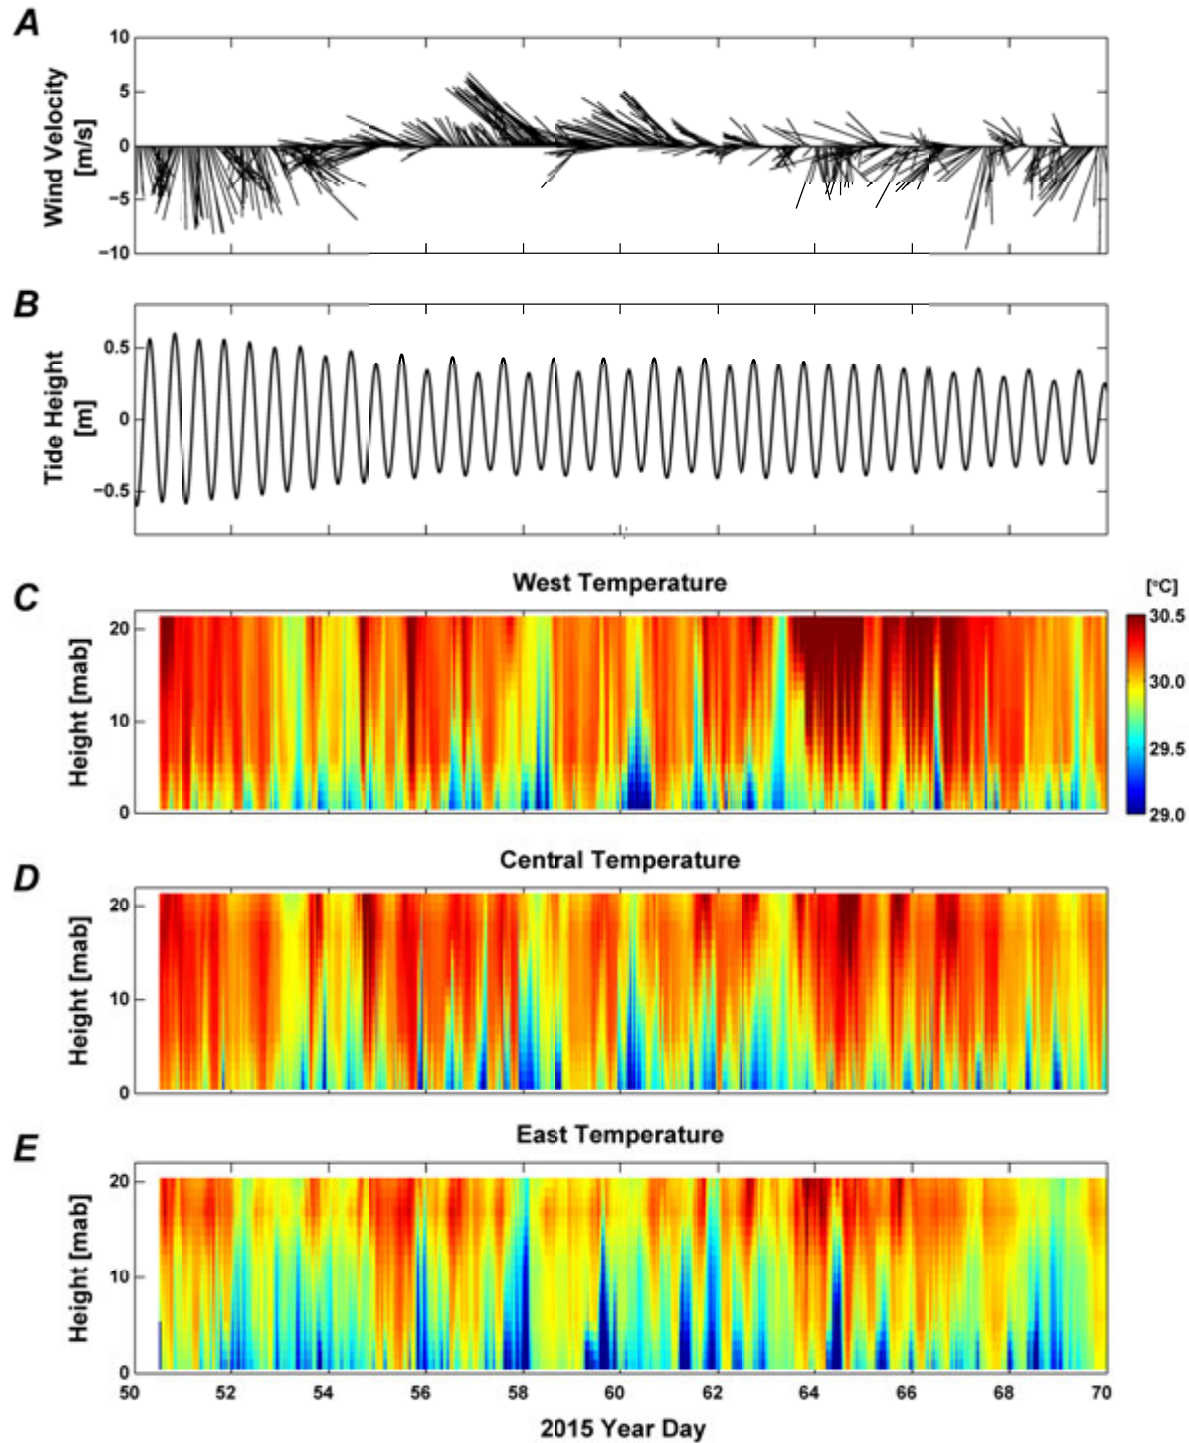 A
Wind Velocity
[m/s]
10
5
0
−5
−10
B
Tide Height
[m]
0.5
0
−0.5
West Temperature
C
Height [mab]
20
10
0
[°C]
30.5
30.0
29.5
29.0
Central Temperature
D
Height [mab]
20
10
0
East Temperature
E
Height [mab]
20
10
0
50 52 54 56 58 60 62 64 66 68 70
2015 Year Day